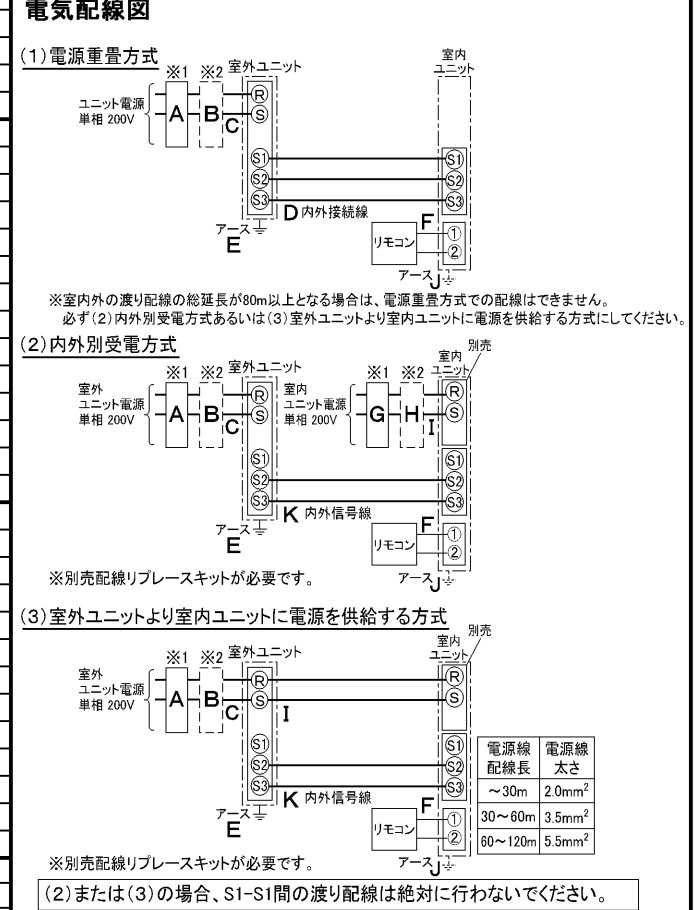 電気配線図
(1)電源重畳方式
※1 ※2 室外ユニット
室内
ユニット
ユニット電源
単相 200V
A B C
R
S
S1
S2
S3
D 内外接続線
アース
E
S1
S2
S3
F
リモコン
①
②
アース J
※室内外の渡り配線の総延長が80m以上となる場合は、電源重畳方式での配線はできません。
必ず(2)内外別受電方式あるいは(3)室外ユニットより室内ユニットに電源を供給する方式にしてください。
(2)内外別受電方式
※1 ※2 室外ユニット
室外
ユニット電源
単相 200V
A B C
R
S
S1
S2
S3
K 内外信号線
アース
E
※1 ※2
室内
ユニット
別売
室内
ユニット電源
単相 200V
G H I
R
S
S1
S2
S3
F
リモコン
①
②
アース J
※別売配線リプレースキットが必要です。
(3)室外ユニットより室内ユニットに電源を供給する方式
※1 ※2 室外ユニット
室内
ユニット
別売
室外
ユニット電源
単相 200V
A B C
R
S
I
S1
S2
S3
K 内外信号線
アース
E
R
S
S1
S2
S3
F
リモコン
①
②
アース J
電源線配線長 電源線太さ
～30m 2.0mm²
30～60m 3.5mm²
60～120m 5.5mm²
※別売配線リプレースキットが必要です。
(2)または(3)の場合、S1-S1間の渡り配線は絶対に行わないでください。